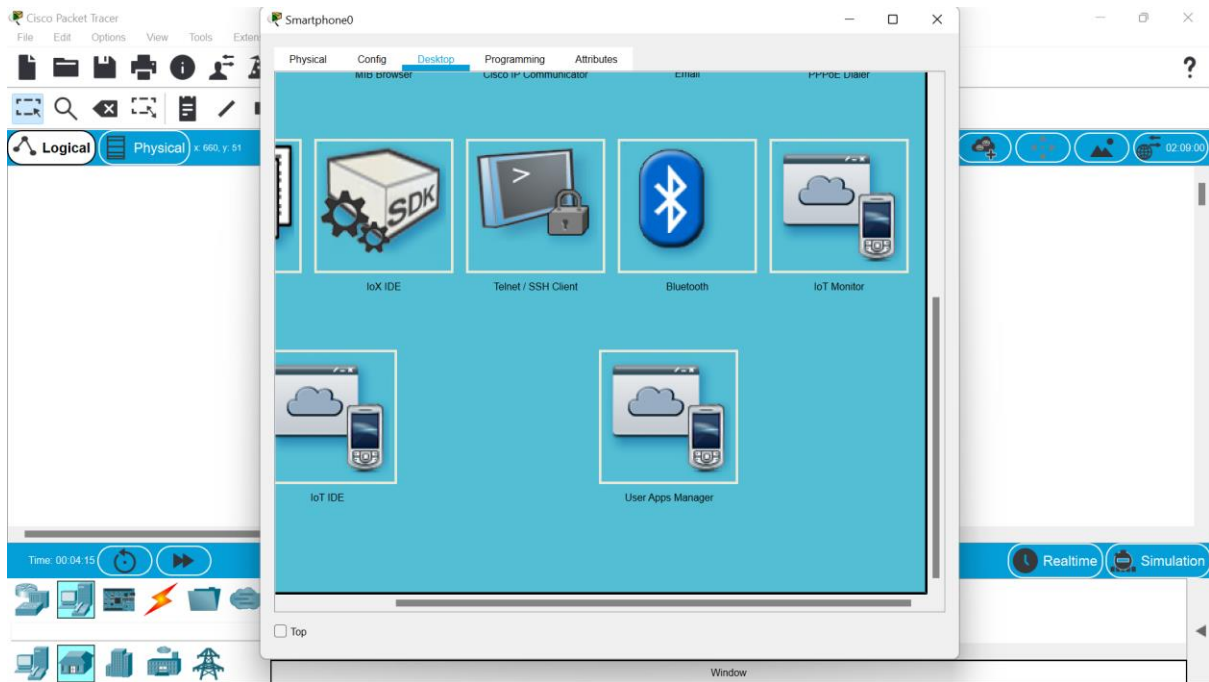 Cisco Packet Tracer
File Edit Options View Tools
Smartphone0
Physical Config Desktop Programming Attributes
MIB Browser Cisco IP Communicator Email PPPoE Dialer
?
Logical Physical x: 660, y: 51
02:09:00
SDK
>
IoX IDE Telnet / SSH Client Bluetooth IoT Monitor
IoT IDE User Apps Manager
Time: 00:04:15
Realtime Simulation
Top
Window